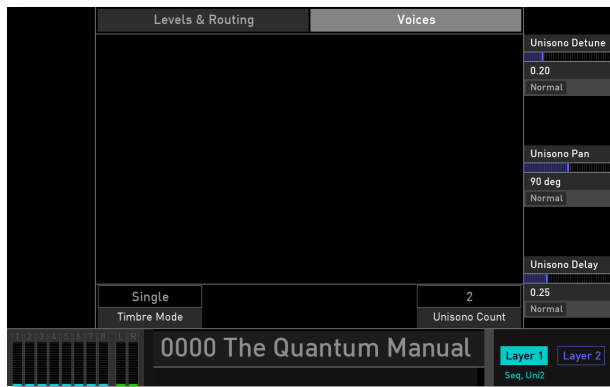 Levels & Routing
Voices
Unisono Detune
0.20
Normal
Unisono Pan
90 deg
Normal
Unisono Delay
0.25
Normal
Single
Timbre Mode
2
Unisono Count
1 2 3 4 5 6 7 8 L R
0000 The Quantum Manual
Layer 1
Layer 2
Seq, Uni2